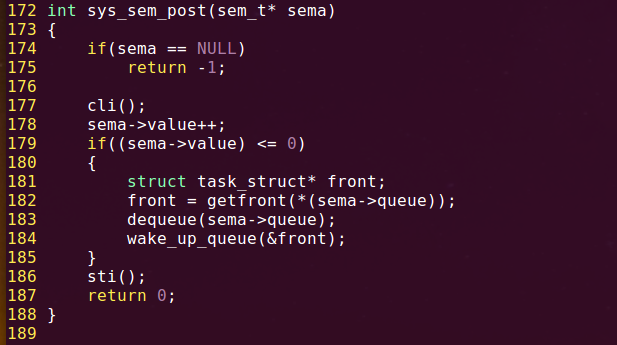 172 int sys_sem_post(sem_t* sema)
173 {
174     if(sema == NULL)
175         return -1;
176
177     cli();
178     sema->value++;
179     if((sema->value) <= 0)
180     {
181         struct task_struct* front;
182         front = getfront(*(sema->queue));
183         dequeue(sema->queue);
184         wake_up_queue(&front);
185     }
186     sti();
187     return 0;
188 }
189